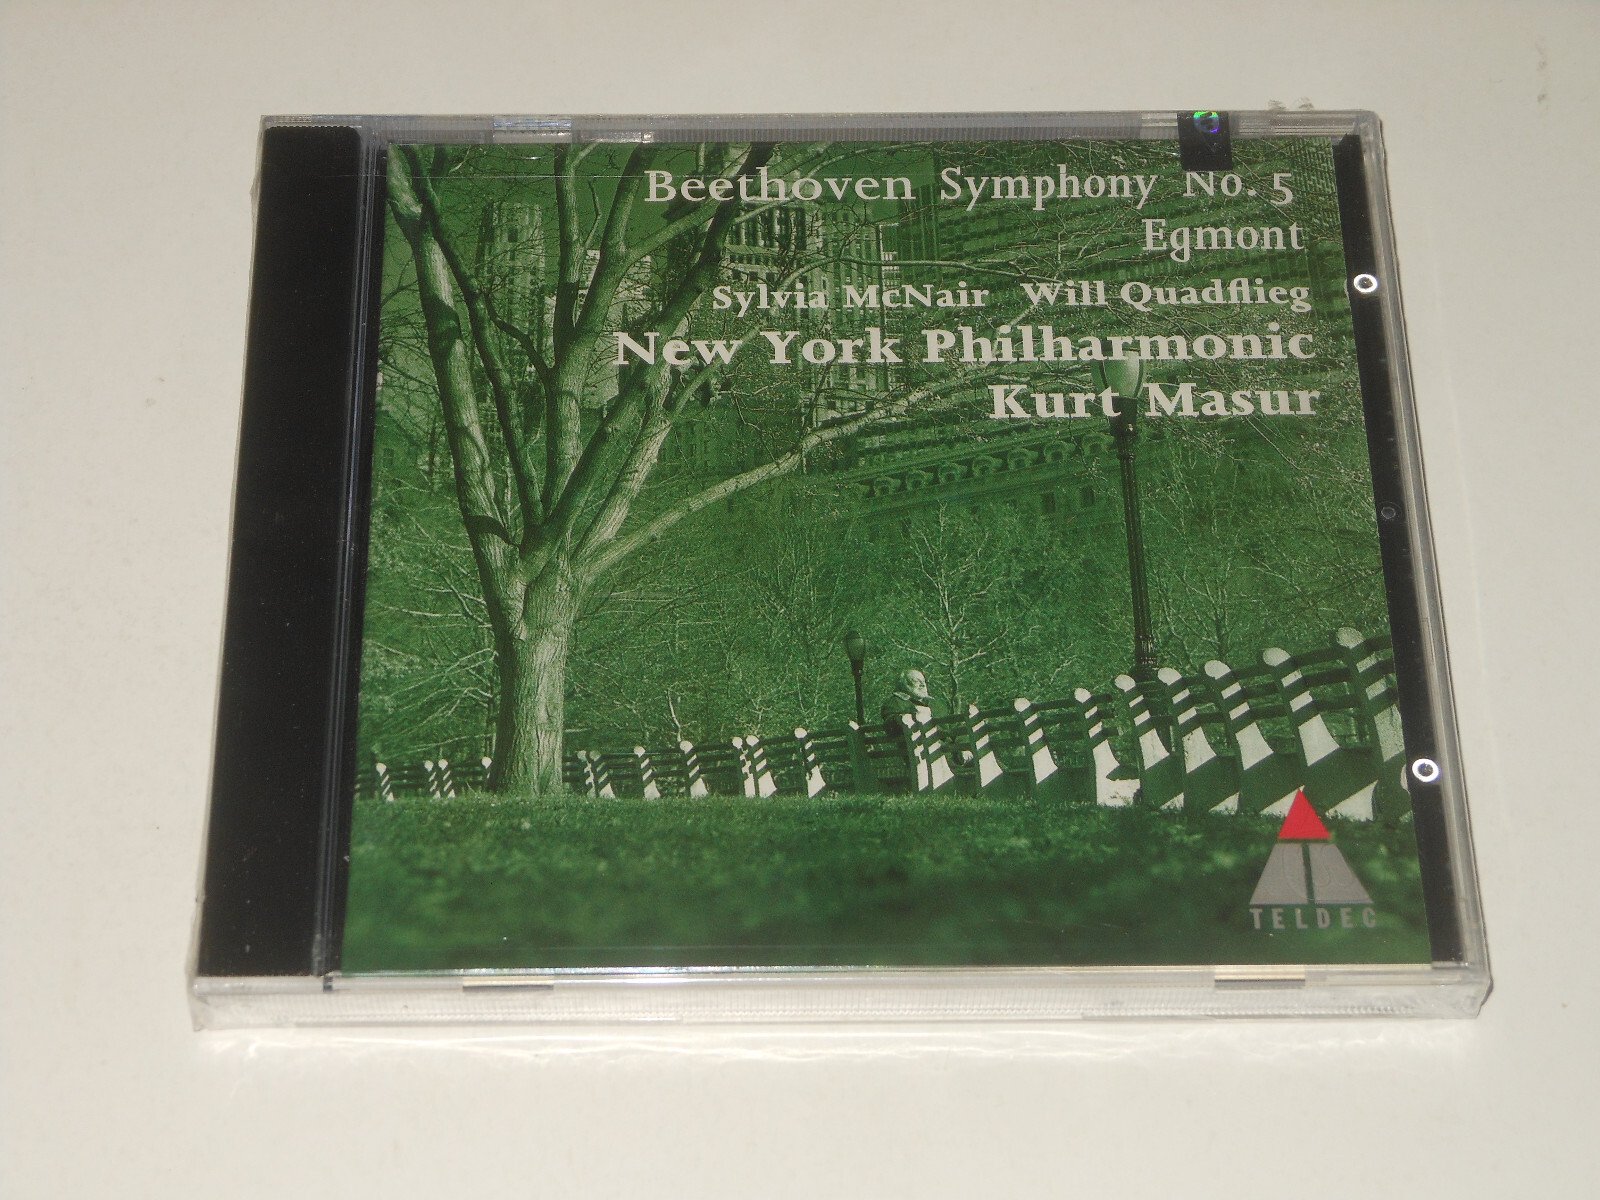 Beethoven Symphony No. 5
Egmont
Sylvia McNair Will Quadflieg
New York Philharmonic
Kurt Masur
TELDEC